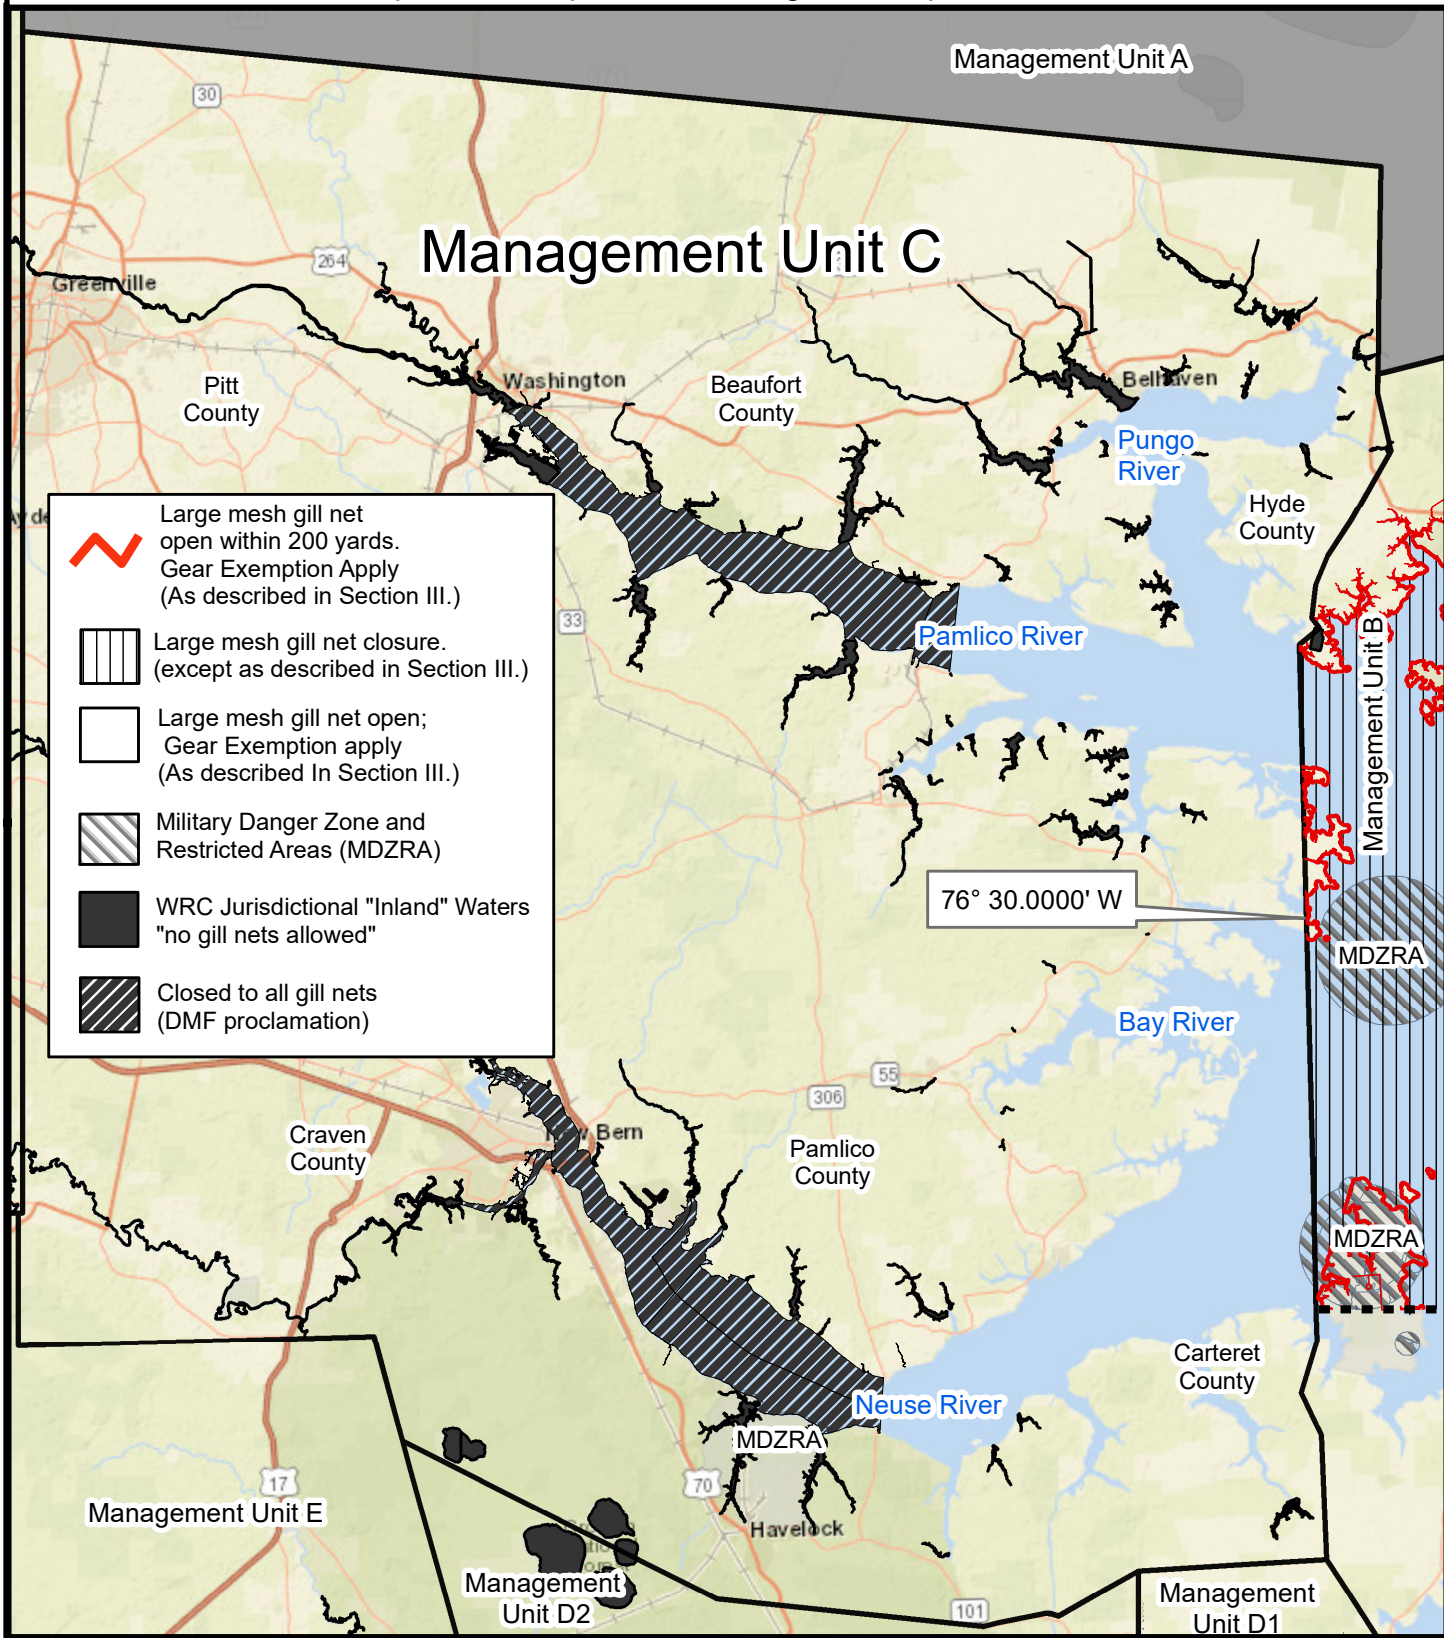 Management Unit A
30
171
264
Management Unit C
Greenville
Washington
Pitt
County
Beaufort
County
Belhaven
Pungo
River
Hyde
County
Large mesh gill net
open within 200 yards.
Gear Exemption Apply
(As described in Section III.)
Large mesh gill net closure.
(except as described in Section III.)
Large mesh gill net open;
Gear Exemption apply
(As described In Section III.)
Military Danger Zone and
Restricted Areas (MDZRA)
WRC Jurisdictional "Inland" Waters
"no gill nets allowed"
Closed to all gill nets
(DMF proclamation)
33
Pamlico River
Management Unit B
76° 30.0000' W
MDZRA
Bay River
55
306
Craven
County
Bern
Pamlico
County
MDZRA
Carteret
County
Neuse River
MDZRA
17
70
Management Unit E
Havelock
Management
Unit D2
101
Management
Unit D1